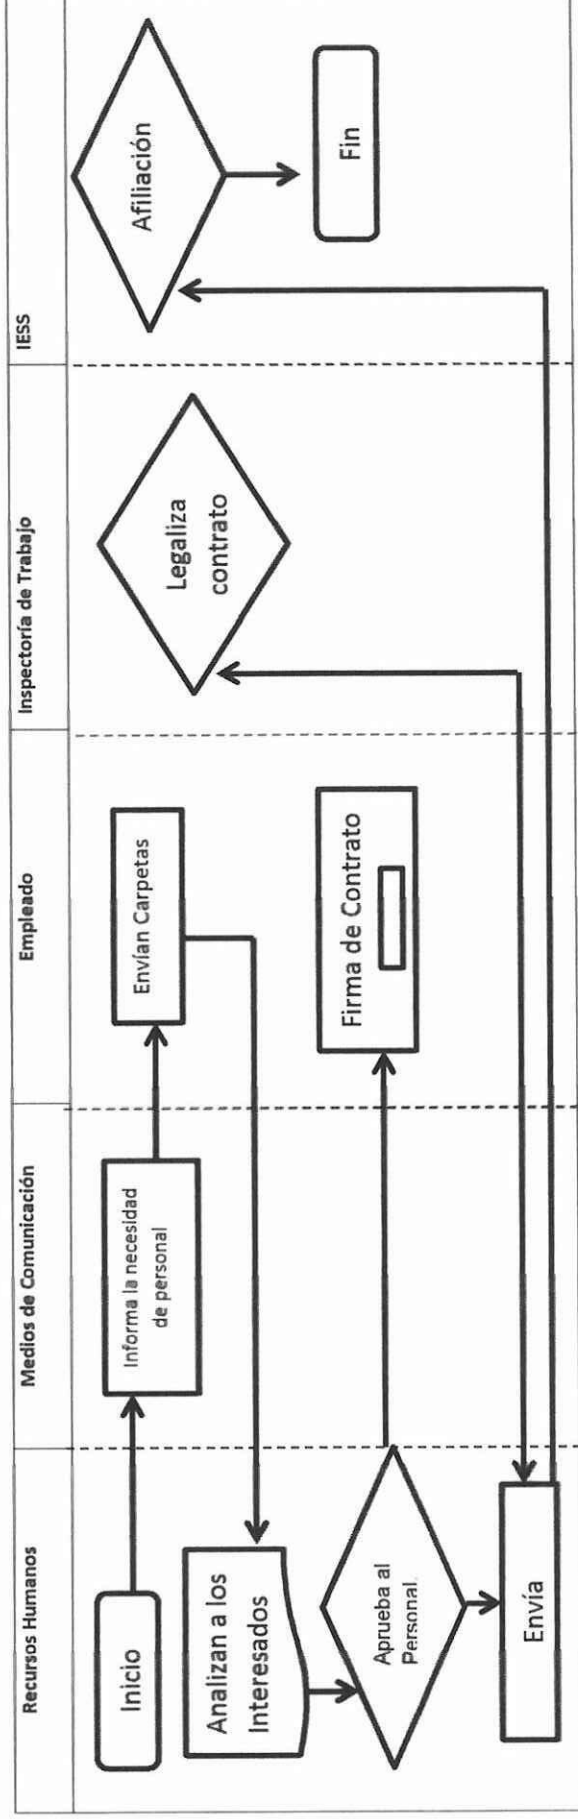 Recursos Humanos
Medios de Comunicación
Empleado
Inspectoría de Trabajo
IESS
Inicio
Informa la necesidad
de personal
Envían Carpetas
Analizan a los
Interesados
Aprueba al
Personal.
Firma de Contrato
Envía
Legaliza
contrato
Afiliación
Fin